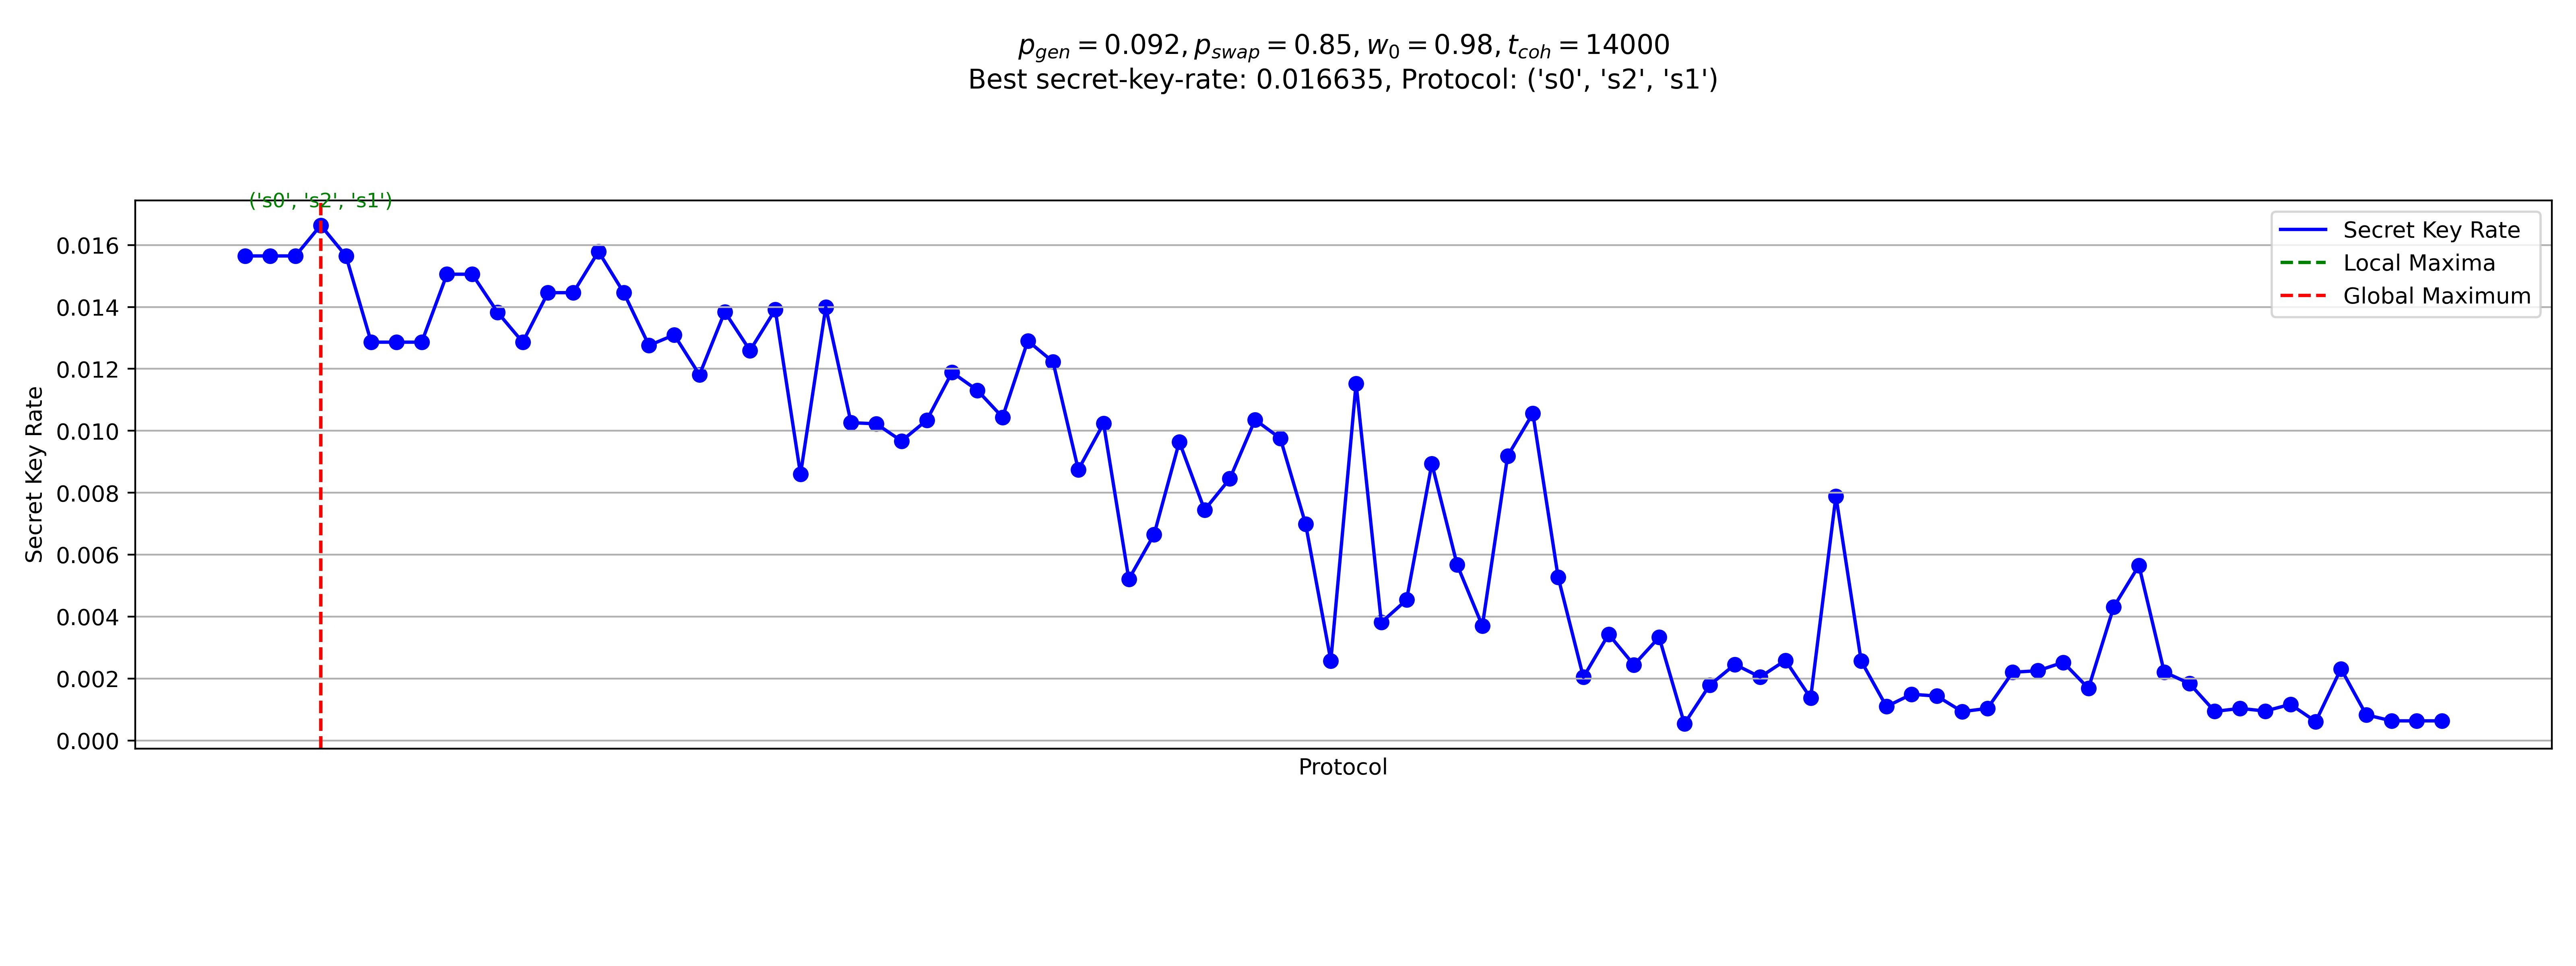 p_gen = 0.092, p_swap = 0.85, w_0 = 0.98, t_coh = 14000
Best secret-key-rate: 0.016635, Protocol: ('s0', 's2', 's1')
('s0', 's2', 's1')
Secret Key Rate
Local Maxima
Global Maximum
0.016
0.014
0.012
0.010
0.008
0.006
0.004
0.002
0.000
Secret Key Rate
Protocol